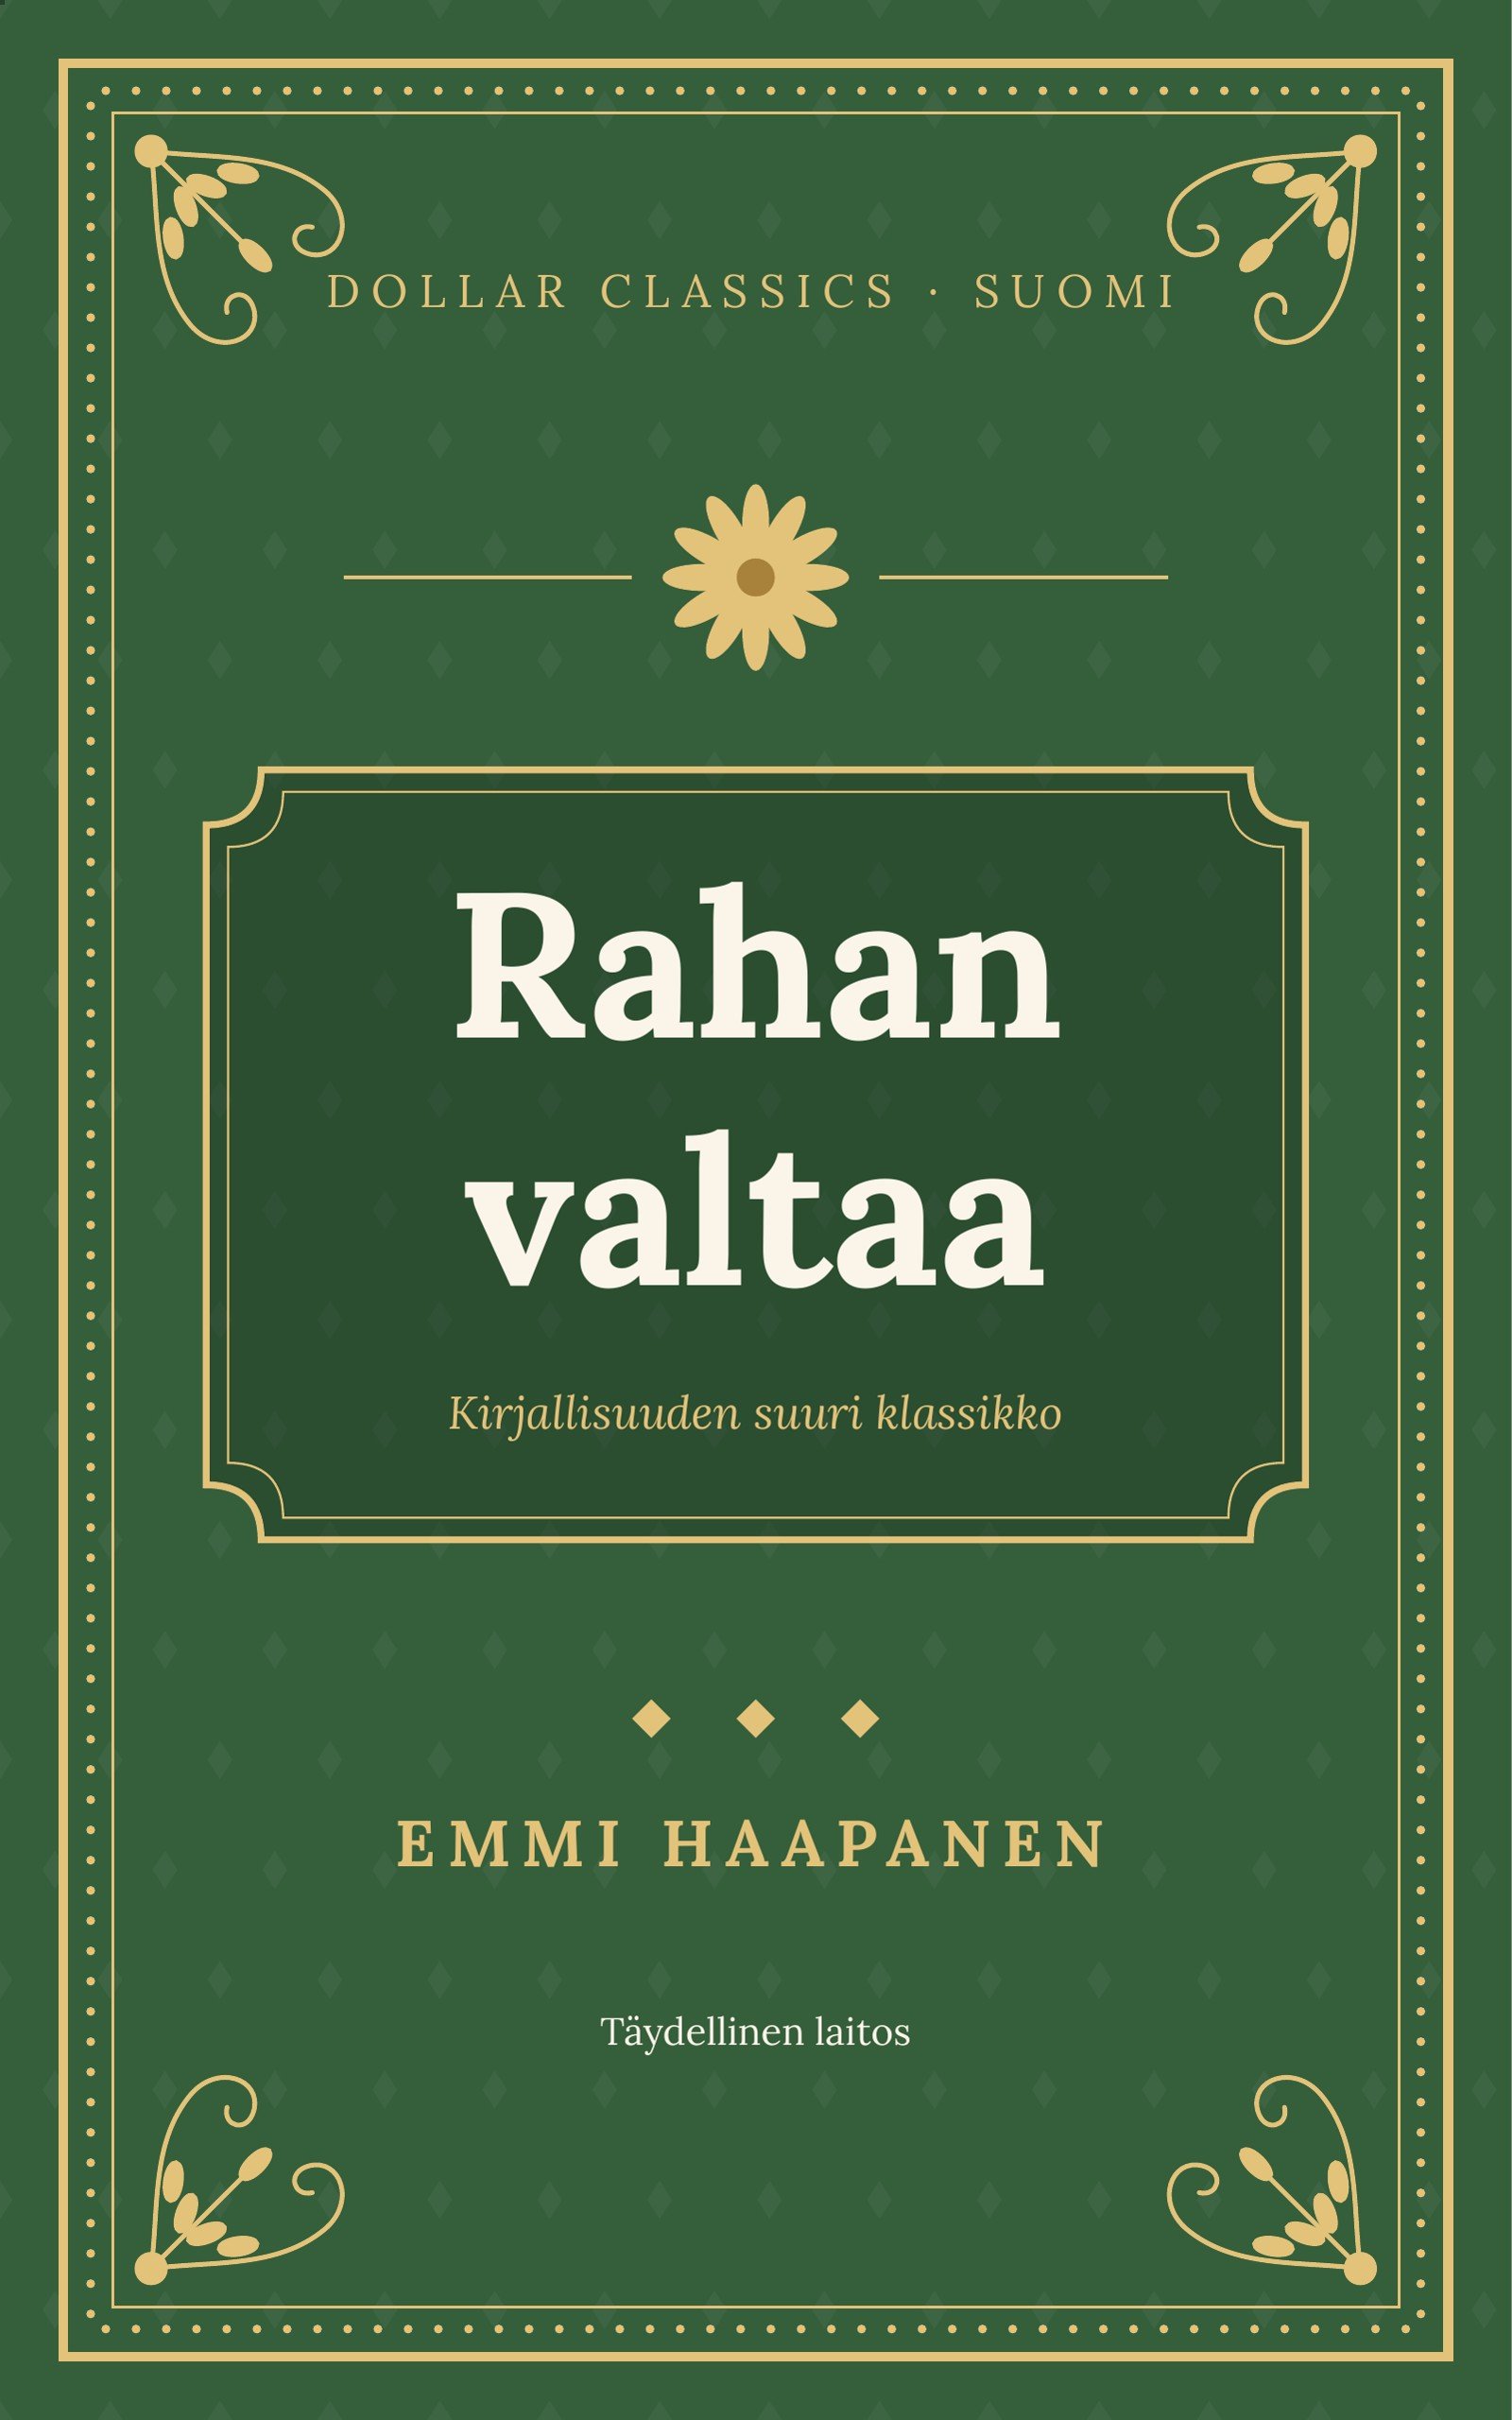 DOLLAR CLASSICS · SUOMI
Rahan
valtaa
Kirjallisuuden suuri klassikko
EMMI HAAPANEN
Täydellinen laitos